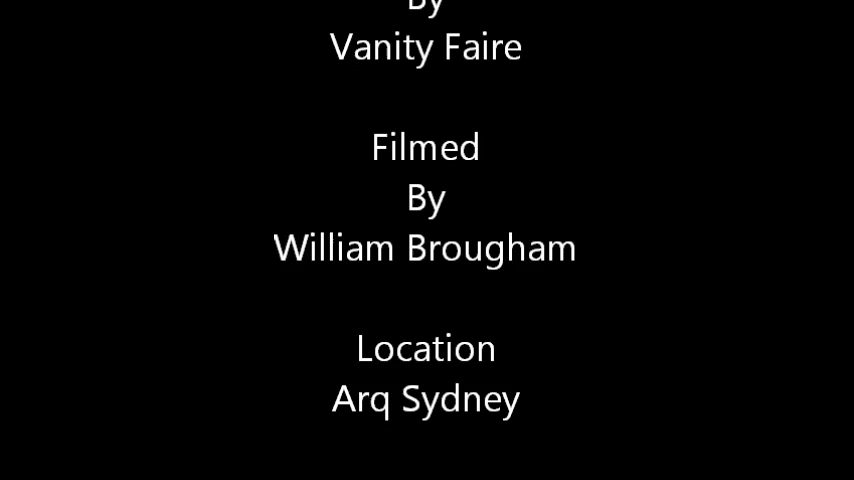 By
Vanity Faire
Filmed
By
William Brougham
Location
Arq Sydney